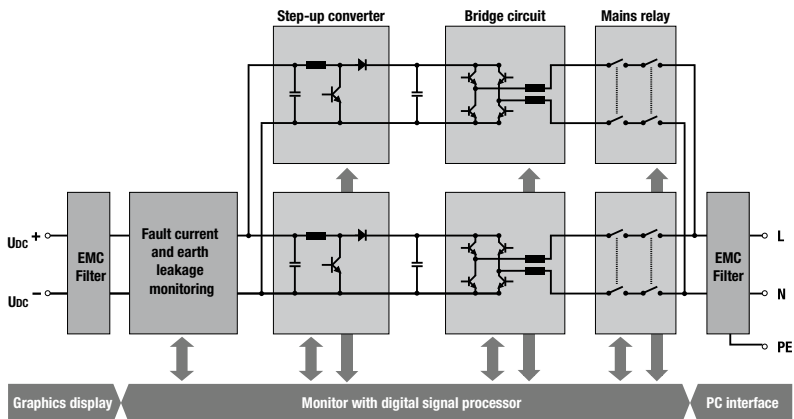 Step-up converter
Bridge circuit
Mains relay
UDC +
UDC −
EMC
Filter
Fault current
and earth
leakage
monitoring
EMC
Filter
L
N
PE
Graphics display
Monitor with digital signal processor
PC interface